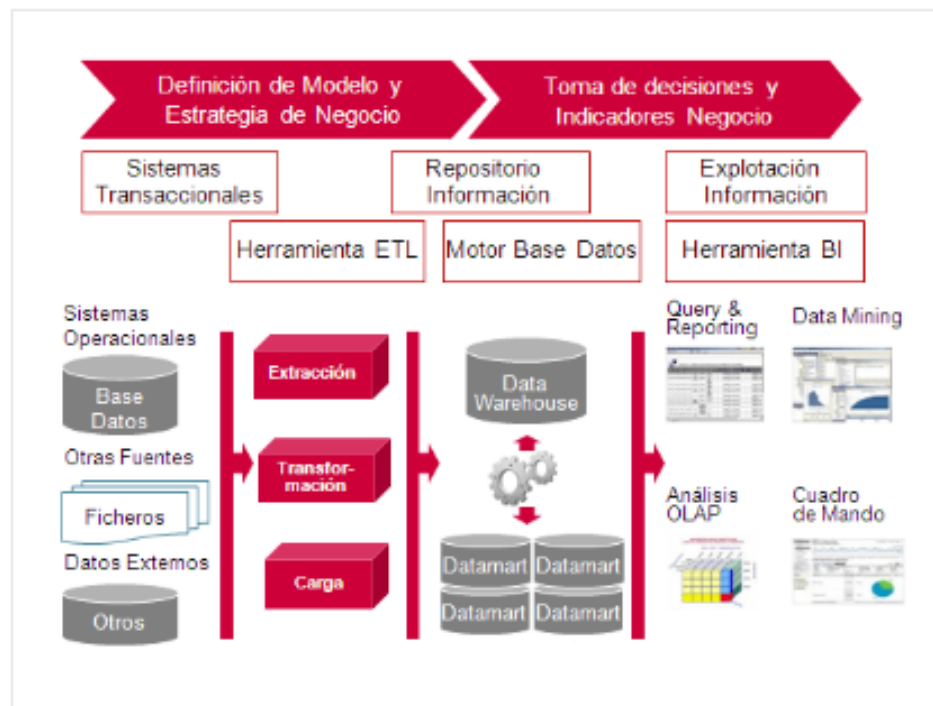 Definición de Modelo y
Estrategia de Negocio
Toma de decisiones y
Indicadores Negocio
Sistemas
Transaccionales
Repositorio
Información
Explotación
Información
Herramienta ETL
Motor Base Datos
Herramienta BI
Sistemas
Operacionales
Base
Datos
Otras Fuentes
Ficheros
Datos Externos
Otros
Extracción
Transfor-
mación
Carga
Data
Warehouse
Datamart
Datamart
Datamart
Datamart
Query &
Reporting
Data Mining
Análisis
OLAP
Cuadro
de Mando